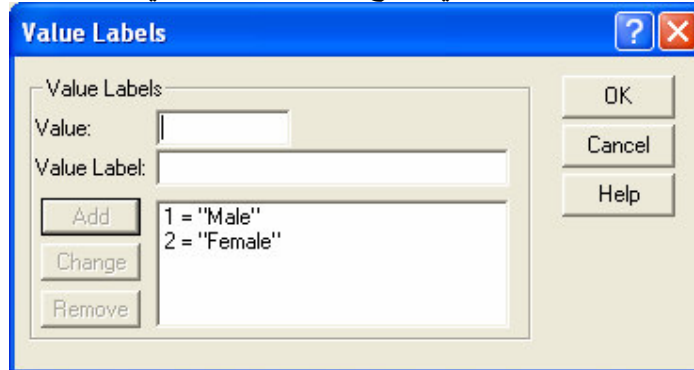 Value Labels
Value Labels
Value:
Value Label:
Add
Change
Remove
1 = "Male"
2 = "Female"
OK
Cancel
Help